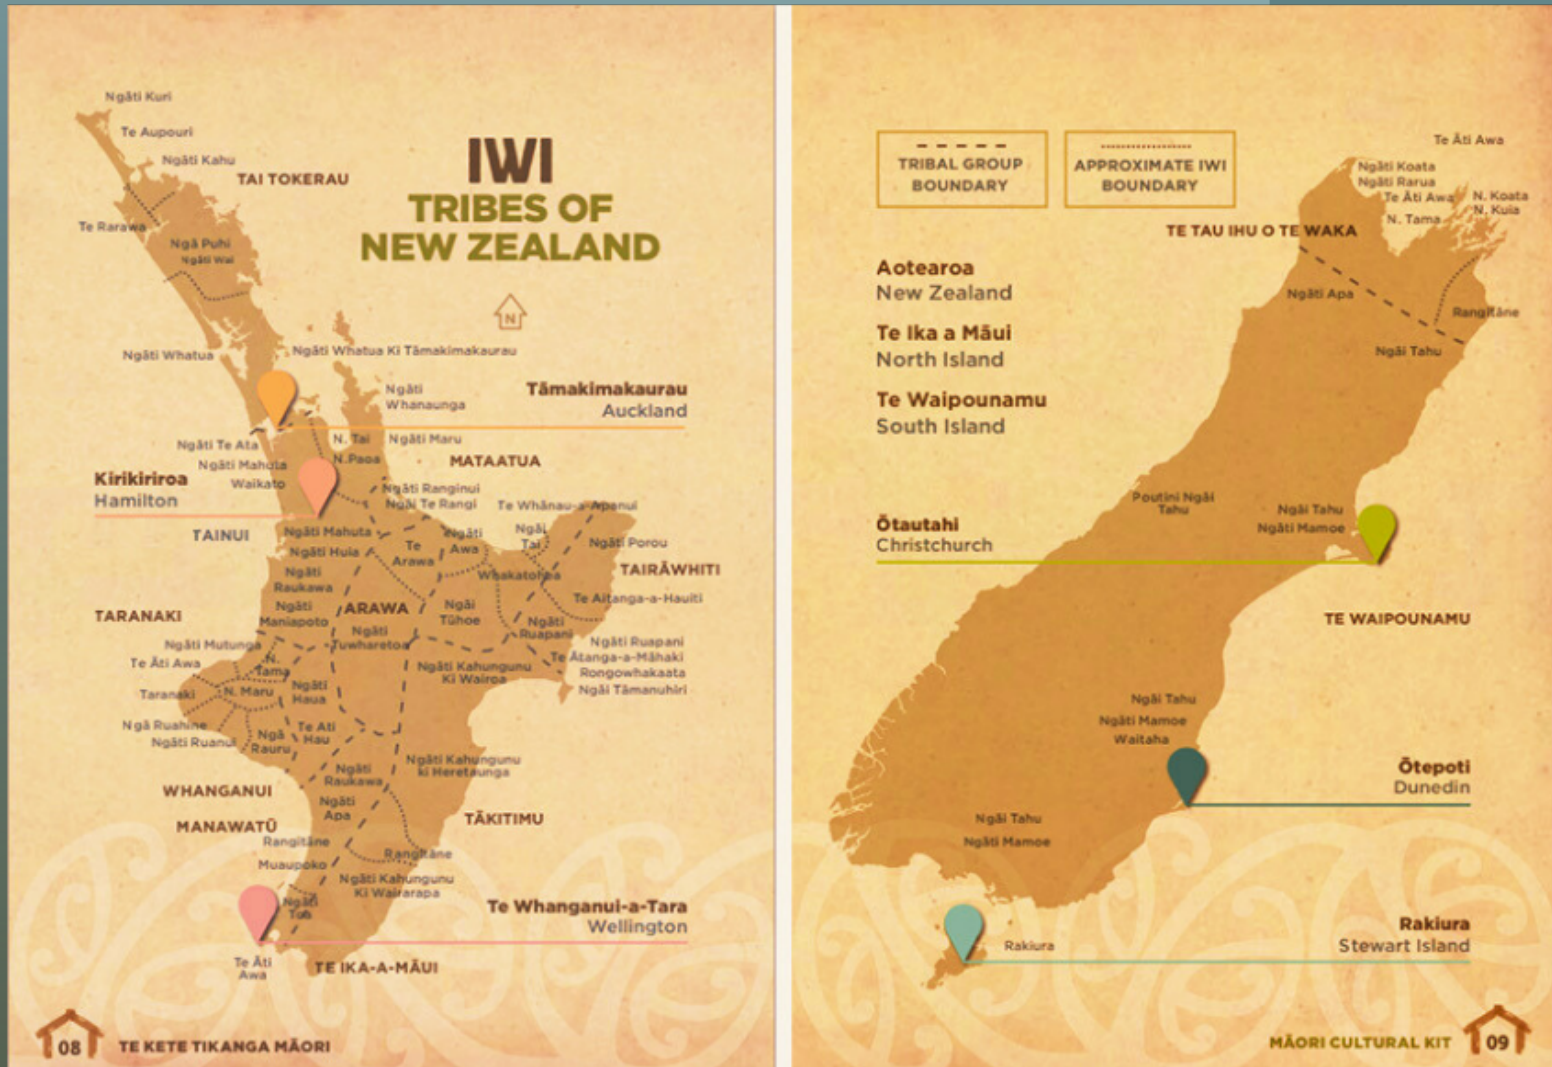 Ngāti Kuri
Te Aupouri
Ngāti Kahu
TAI TOKERAU
IWI
TRIBES OF
NEW ZEALAND
Te Rarawa
Ngā Puhi
Ngāti Wai
N
Ngāti Whatua
Ngāti Whatua Ki Tāmakimakaurau
Ngāti
Whanaunga
Tāmakimakaurau
Auckland
Ngāti Te Ata
N. Tai
Ngāti Maru
Ngāti Mahuta
N.Paoa
MATAATUA
Waikato
Kirikiriroa
Hamilton
Ngāti Ranginui
Ngāi Te Rangi
Te Whānau-a-Apanui
TAINUI
Ngāti Mahuta
Ngāti Huia
Te
Arawa
Ngāti
Awa
Ngāi
Tai
Ngāti Porou
Ngāti
Raukawa
Whakatohea
TAIRĀWHITI
TARANAKI
Ngāti
Maniapoto
ARAWA
Ngāi
Tūhoe
Te Aitanga-a-Hauiti
Ngāti
Tuwharetoa
Ngāti
Ruapani
Ngāti Mutunga
Te Āti Awa
N.
Tama
Ngāti Ruapani
Te Ātanga-a-Māhaki
Rongowhakaata
Ngāi Tāmanuhiri
Ngāti Kahungunu
Ki Wairoa
Taranaki
N. Maru
Ngāti
Haua
Ngā Ruahine
Ngāti Ruanui
Ngā
Rauru
Te Ati
Hau
Ngāti
Raukawa
Ngāti Kahungunu
ki Heretaunga
WHANGANUI
Ngāti
Apa
MANAWATŪ
TĀKITIMU
Rangitāne
Rangitāne
Muaupoko
Ngāti Kahungunu
Ki Wairarapa
Ngāti
Toa
Te Whanganui-a-Tara
Wellington
Te Āti
Awa
TE IKA-A-MĀUI
08
TE KETE TIKANGA MĀORI
TRIBAL GROUP
BOUNDARY
APPROXIMATE IWI
BOUNDARY
Te Āti Awa
Ngāti Koata
Ngāti Rarua
Te Āti Awa
N. Tama
N. Koata
N. Kuia
TE TAU IHU O TE WAKA
Aotearoa
New Zealand
Te Ika a Māui
North Island
Te Waipounamu
South Island
Ngāti Apa
Rangitāne
Ngāi Tahu
Poutini Ngāi
Tahu
Ngāi Tahu
Ngāti Mamoe
Ōtautahi
Christchurch
TE WAIPOUNAMU
Ngāi Tahu
Ngāti Mamoe
Waitaha
Ōtepoti
Dunedin
Ngāi Tahu
Ngāti Mamoe
Rakiura
Rakiura
Stewart Island
MĀORI CULTURAL KIT
09